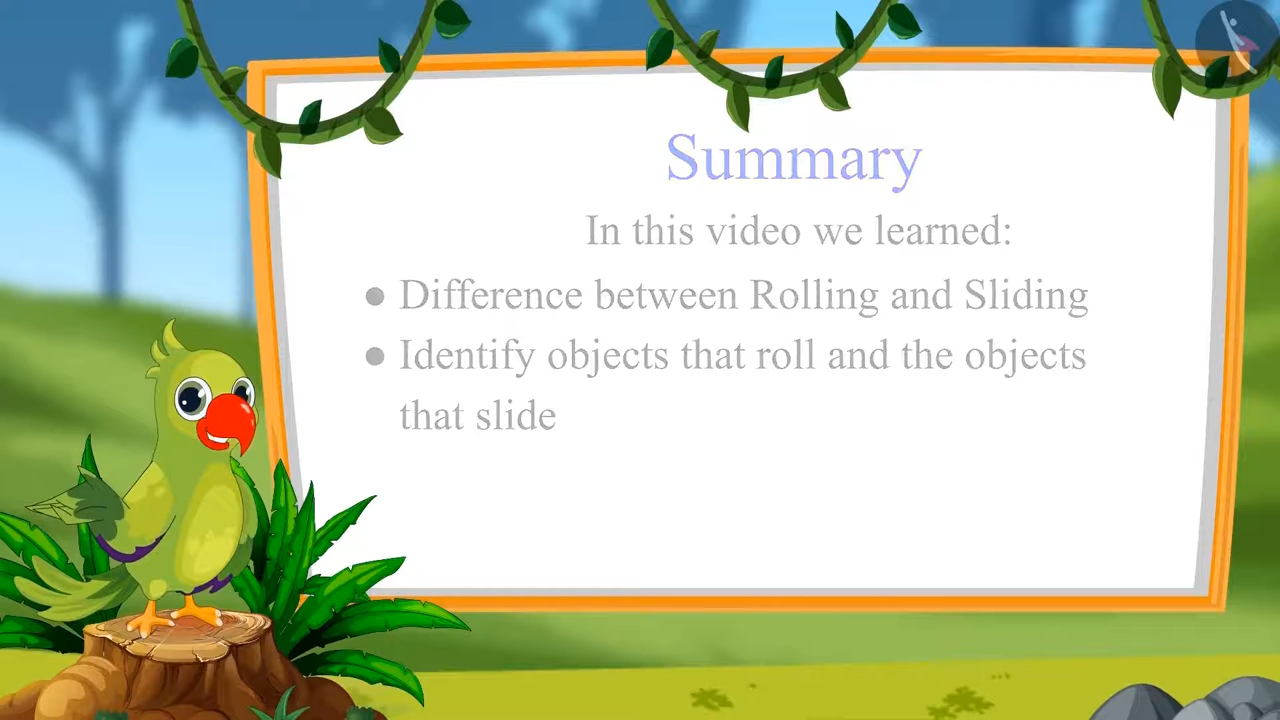 Summary
In this video we learned:
● Difference between Rolling and Sliding
● Identify objects that roll and the objects
that slide